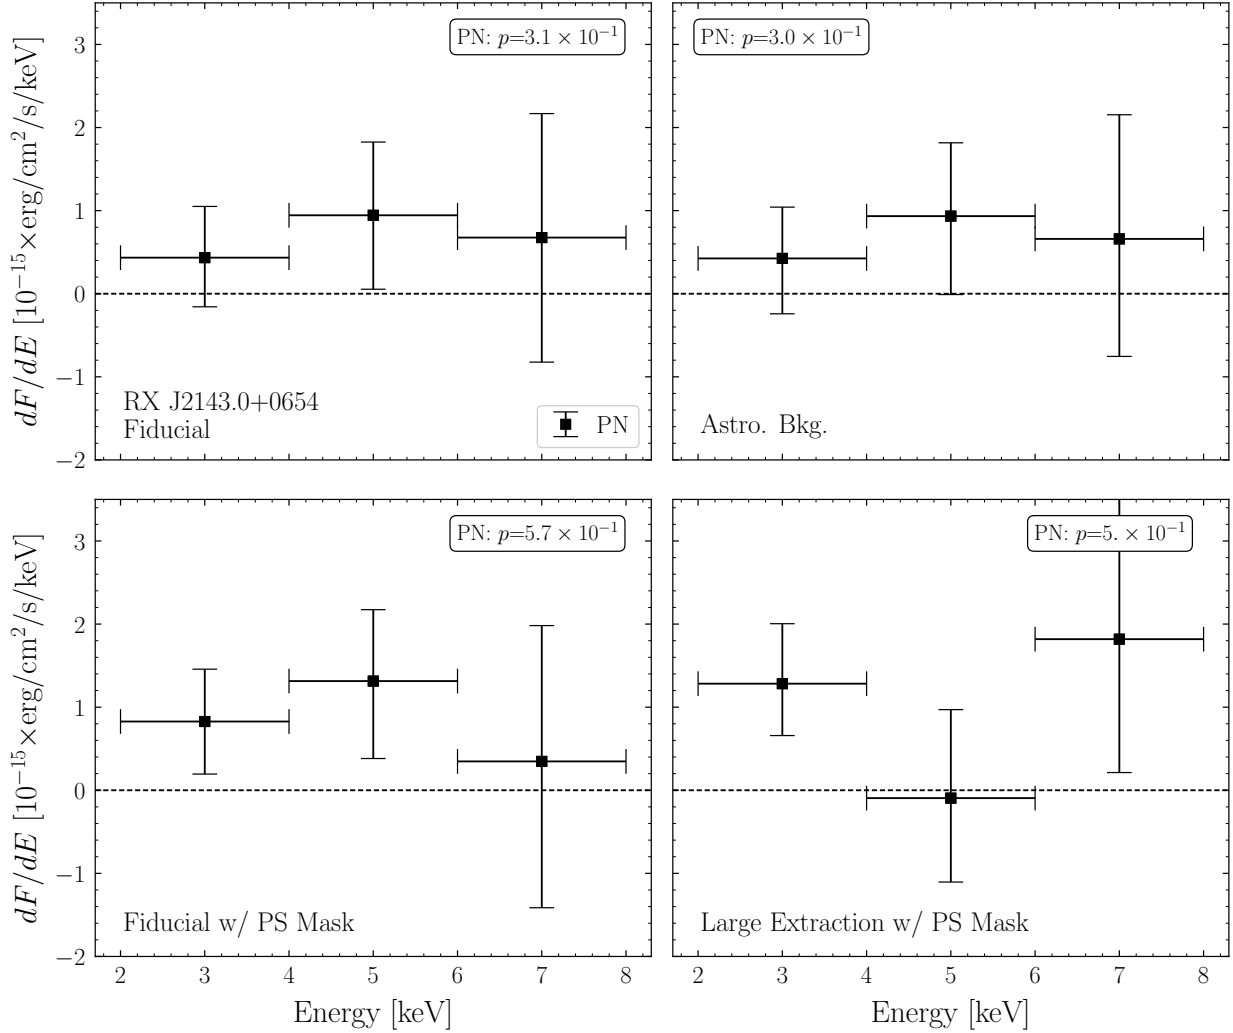 PN: p=3.1 × 10⁻¹
PN: p=3.0 × 10⁻¹
dF/dE [10⁻¹⁵×erg/cm²/s/keV]
3
2
1
0
−1
−2
RX J2143.0+0654
Fiducial
PN
Astro. Bkg.
PN: p=5.7 × 10⁻¹
PN: p=5. × 10⁻¹
dF/dE [10⁻¹⁵×erg/cm²/s/keV]
3
2
1
0
−1
−2
Fiducial w/ PS Mask
Large Extraction w/ PS Mask
2 3 4 5 6 7 8
2 3 4 5 6 7 8
Energy [keV]
Energy [keV]